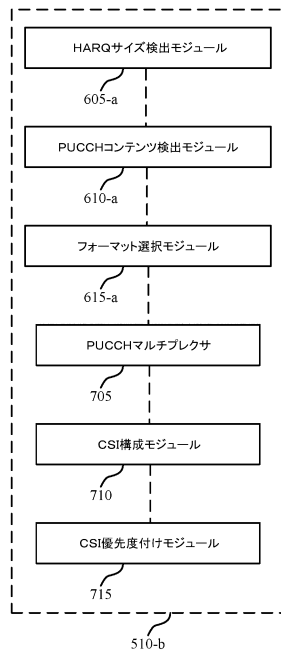 HARQサイズ検出モジュール
605-a
PUCCHコンテンツ検出モジュール
610-a
フォーマット選択モジュール
615-a
PUCCHマルチプレクサ
705
CSI構成モジュール
710
CSI優先度付けモジュール
715
510-b